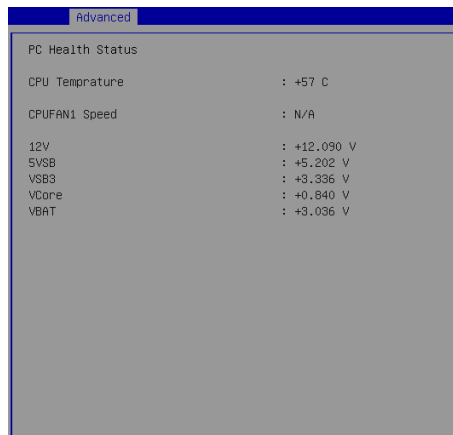 Advanced
PC Health Status
CPU Temprature : +57 C
CPUFAN1 Speed : N/A
12V : +12.090 V
5VSB : +5.202 V
VSB3 : +3.336 V
VCore : +0.840 V
VBAT : +3.036 V